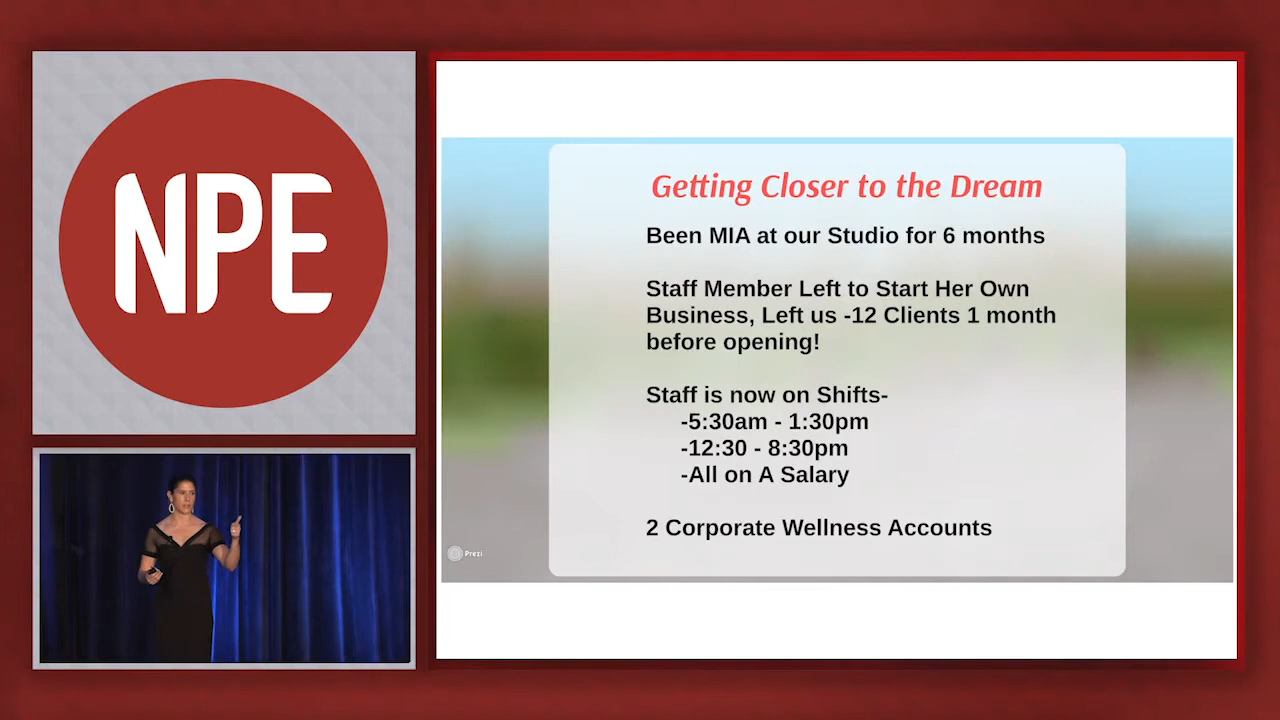 NPE
Getting Closer to the Dream
Been MIA at our Studio for 6 months
Staff Member Left to Start Her Own
Business, Left us -12 Clients 1 month
before opening!
Staff is now on Shifts-
-5:30am - 1:30pm
-12:30 - 8:30pm
-All on A Salary
2 Corporate Wellness Accounts
Prezi